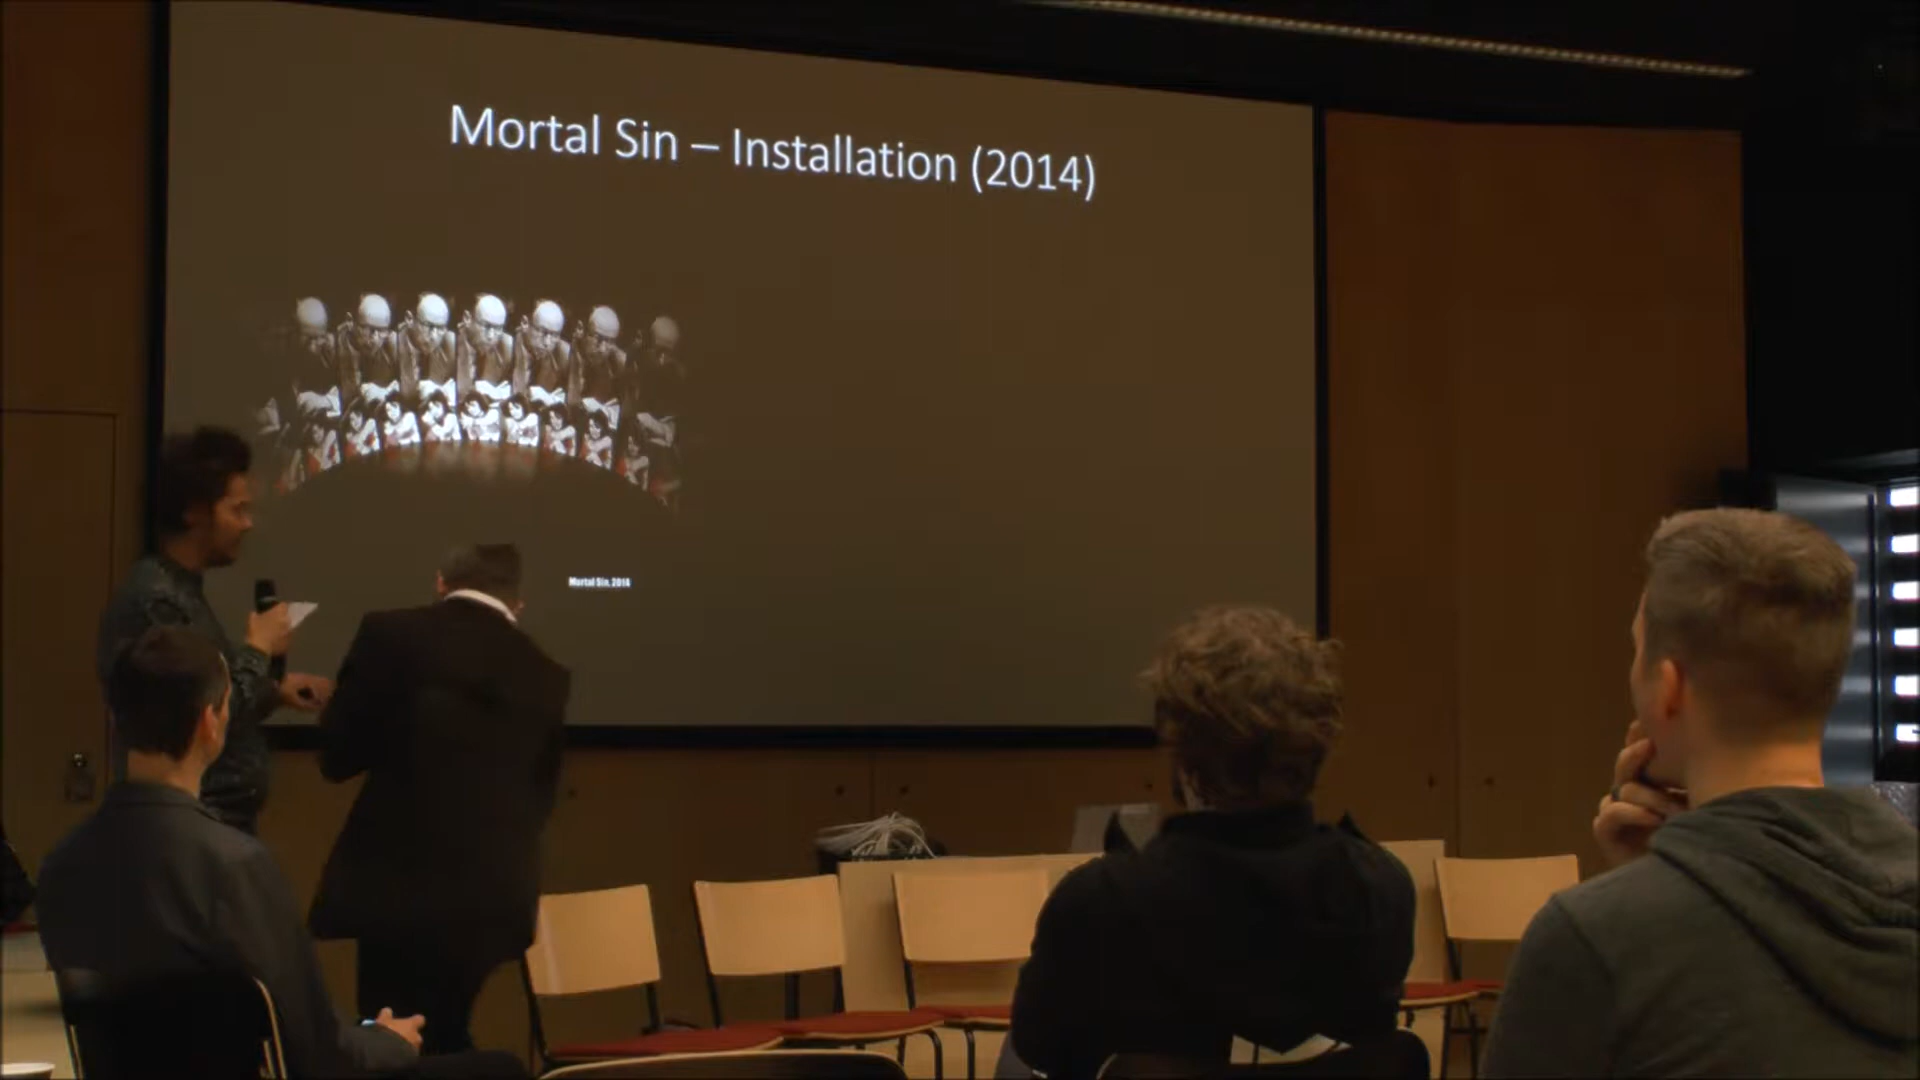 Mortal Sin – Installation (2014)
Mortal Sin, 2014